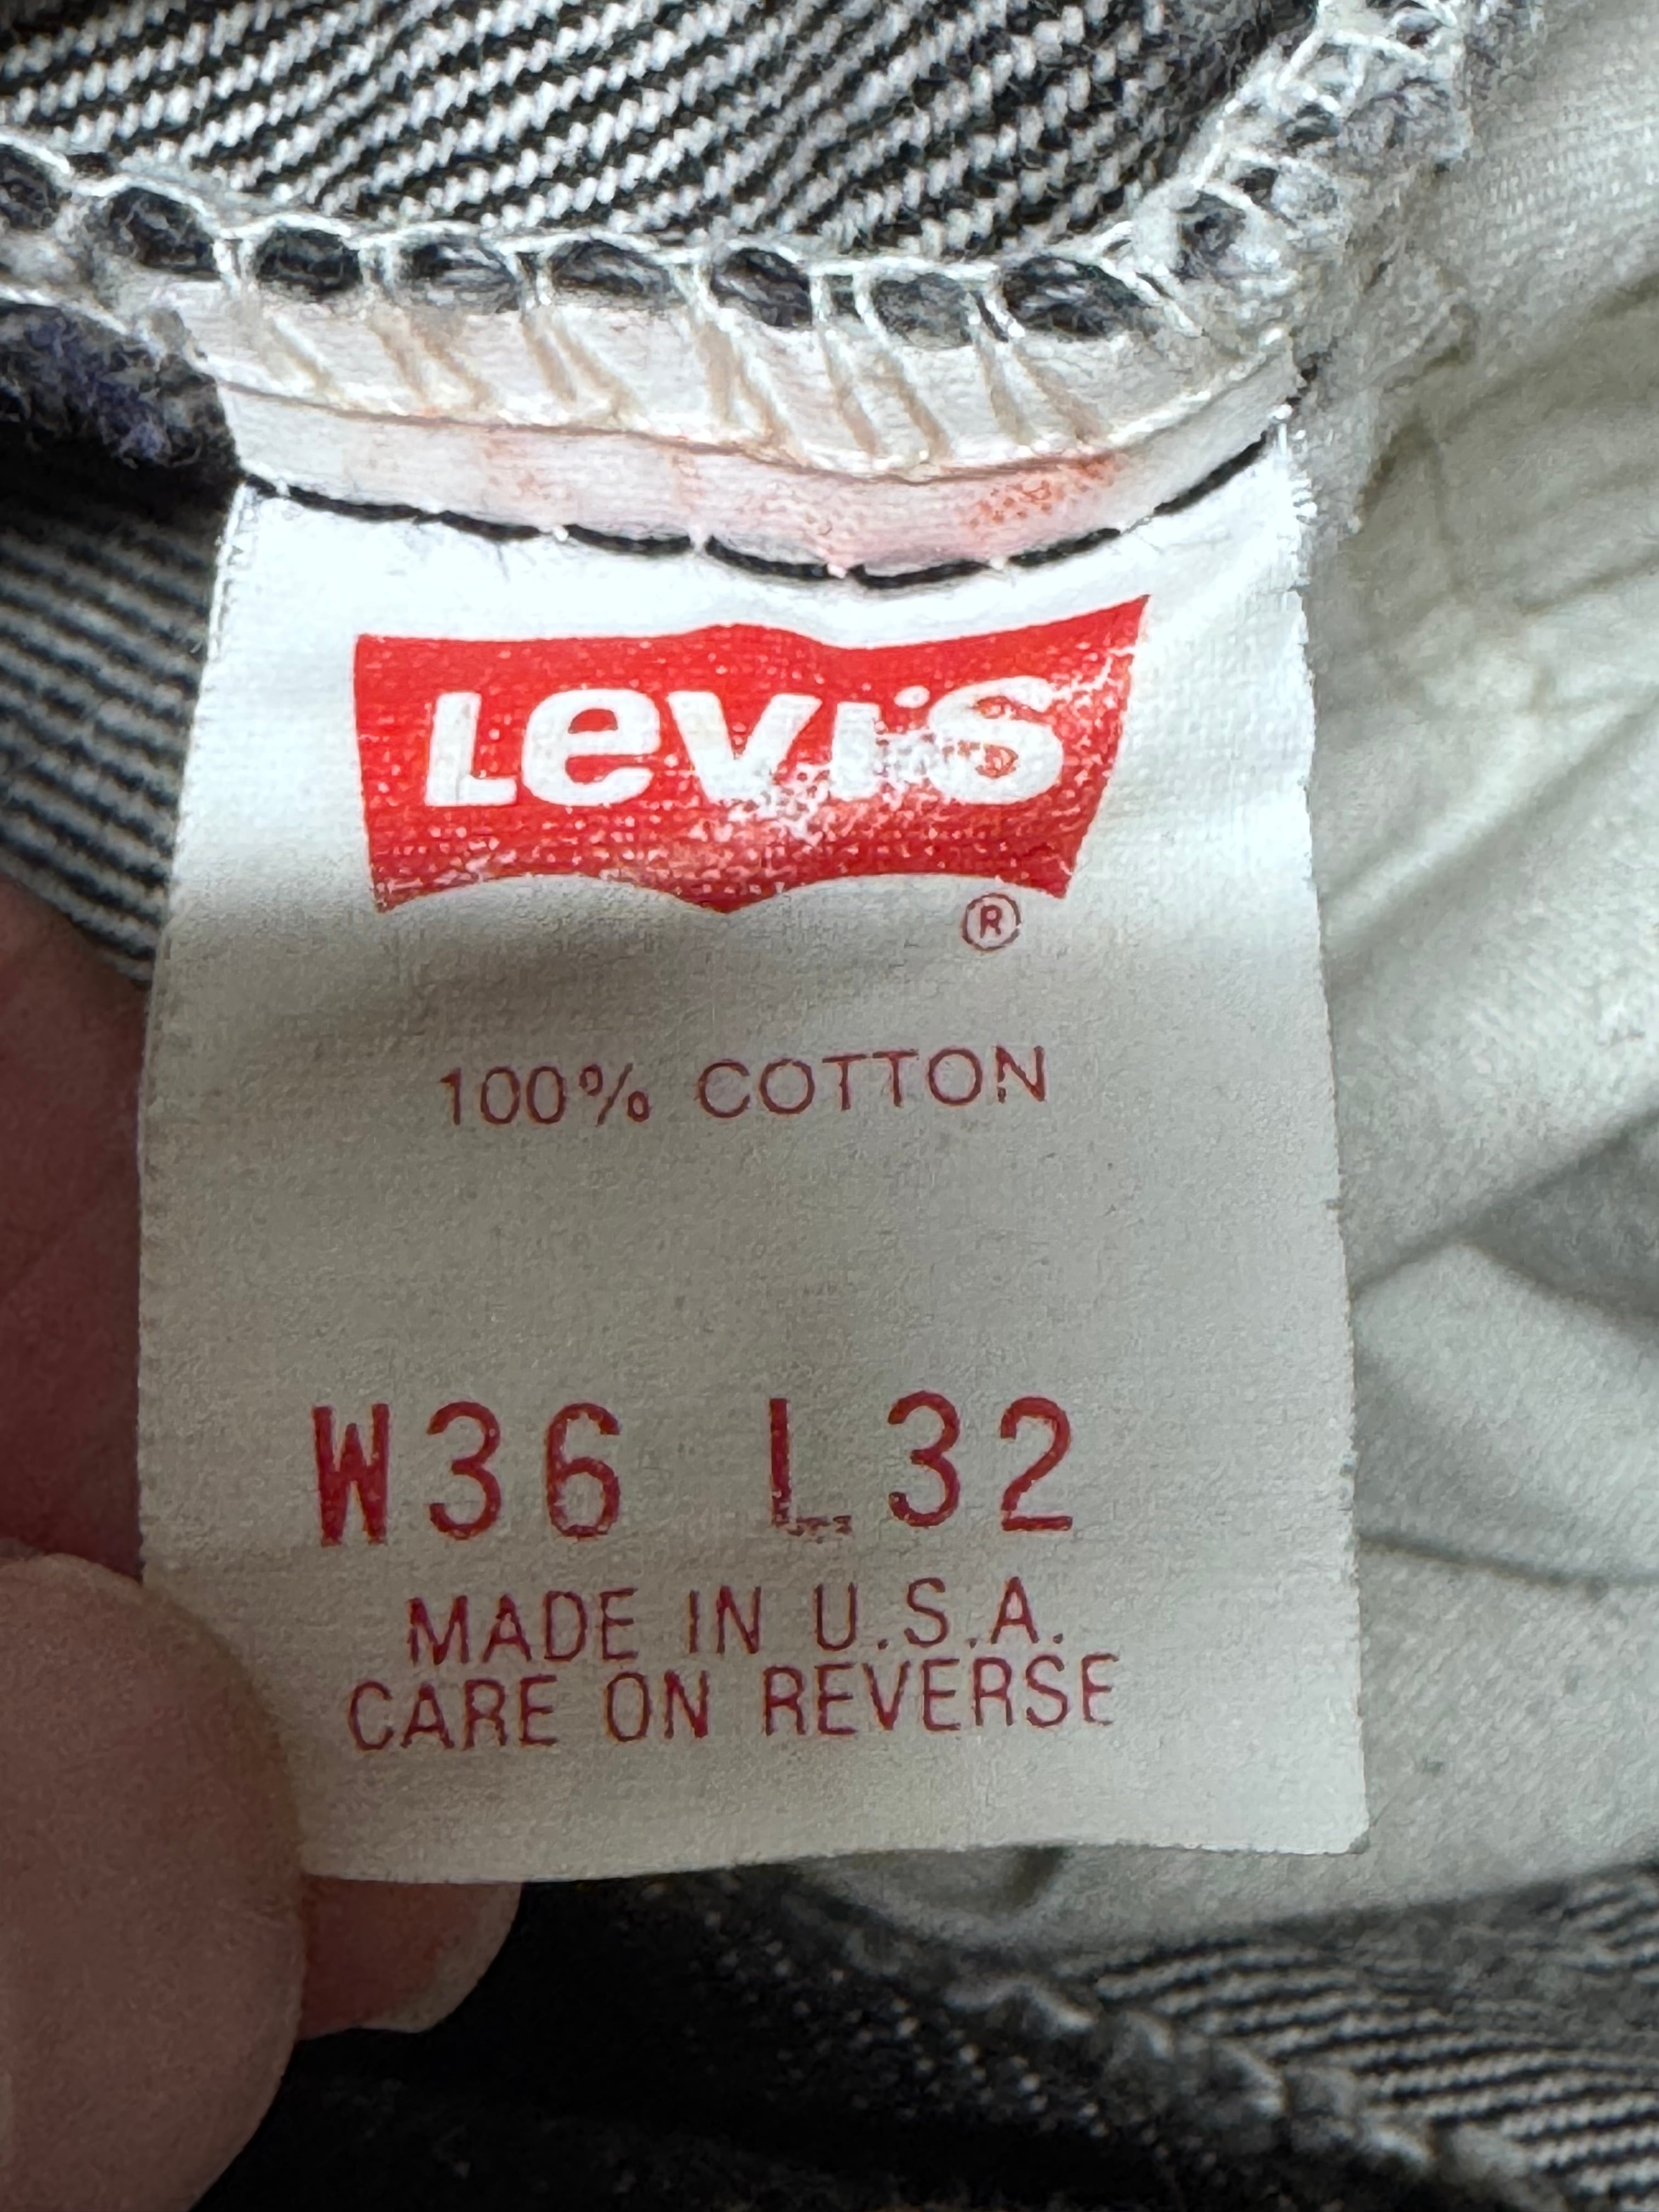 Levi's
®
100% COTTON
W36 L32
MADE IN U.S.A.
CARE ON REVERSE